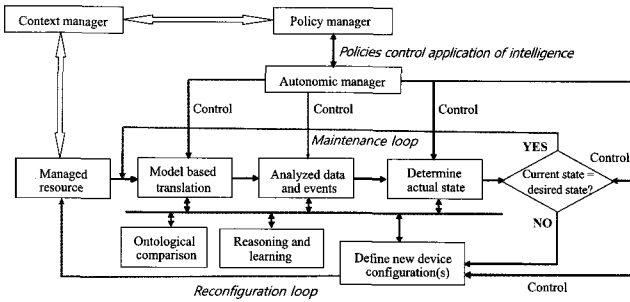 Context manager
Policy manager
Policies control application of intelligence
Autonomic manager
Control
Control
Control
Maintenance loop
YES
Control
Managed
resource
Model based
translation
Analyzed data
and events
Determine
actual state
Current state =
desired state?
NO
Ontological
comparison
Reasoning and
learning
Define new device
configuration(s)
Control
Reconfiguration loop